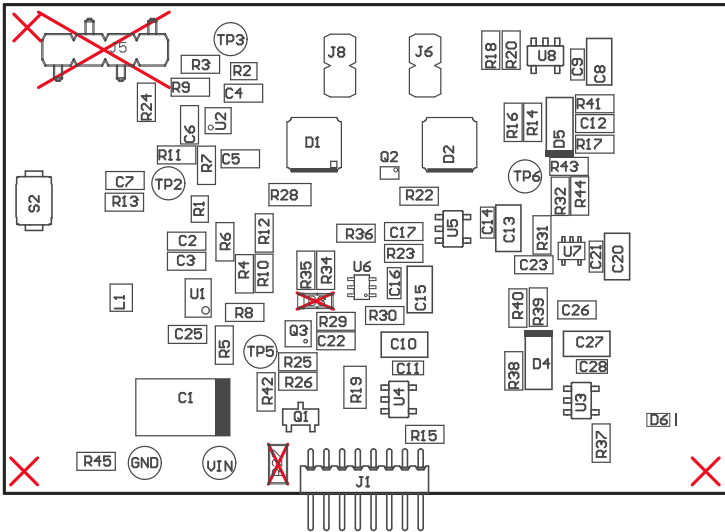 J5
TP3
J8
J6
R18
R20
U8
C9
C8
R3
R2
R9
C4
R24
C6
U2
R41
C12
R17
R16
R14
D5
D1
D2
R11
R7
C5
Q2
R43
TP2
TP6
C7
R13
R28
R22
R32
R44
S2
R1
R12
R6
C2
C3
R36
C17
R23
U5
C14
C13
R31
U7
C21
C20
C23
R4
R10
R35
R34
U6
C16
C15
L1
U1
R8
R29
C22
R30
R40
R39
C26
C25
R5
Q3
TP5
C10
C11
C27
C28
R25
R26
D4
R38
C1
R42
R19
U4
U3
Q1
D6
R15
R37
R45
GND
VIN
J1